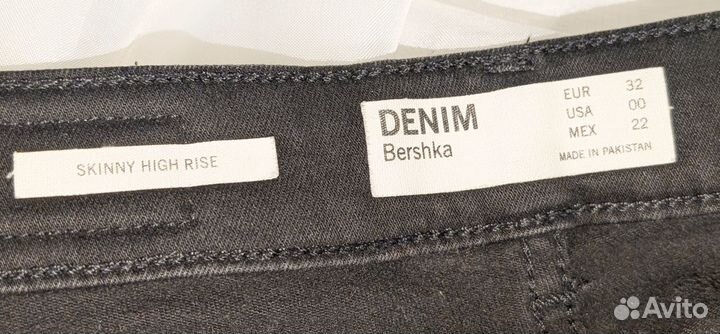 SKINNY HIGH RISE
DENIM
Bershka
EUR 32
USA 00
MEX 22
MADE IN PAKISTAN
Avito